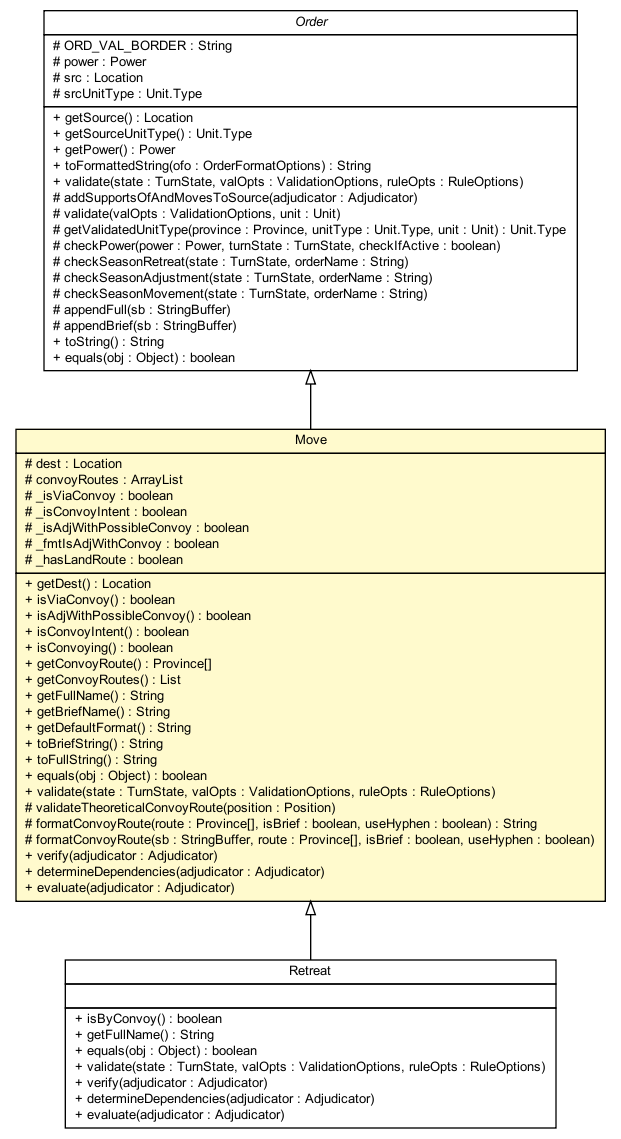 Order
# ORD_VAL_BORDER : String
# power : Power
# src : Location
# srcUnitType : Unit.Type
+ getSource() : Location
+ getSourceUnitType() : Unit.Type
+ getPower() : Power
+ toFormattedString(ofo : OrderFormatOptions) : String
+ validate(state : TurnState, valOpts : ValidationOptions, ruleOpts : RuleOptions)
# addSupportsOfAndMovesToSource(adjudicator : Adjudicator)
# validate(valOpts : ValidationOptions, unit : Unit)
# getValidatedUnitType(province : Province, unitType : Unit.Type, unit : Unit) : Unit.Type
# checkPower(power : Power, turnState : TurnState, checkIfActive : boolean)
# checkSeasonRetreat(state : TurnState, orderName : String)
# checkSeasonAdjustment(state : TurnState, orderName : String)
# checkSeasonMovement(state : TurnState, orderName : String)
# appendFull(sb : StringBuffer)
# appendBrief(sb : StringBuffer)
+ toString() : String
+ equals(obj : Object) : boolean
Move
# dest : Location
# convoyRoutes : ArrayList
# _isViaConvoy : boolean
# _isConvoyIntent : boolean
# _isAdjWithPossibleConvoy : boolean
# _fmtIsAdjWithConvoy : boolean
# _hasLandRoute : boolean
+ getDest() : Location
+ isViaConvoy() : boolean
+ isAdjWithPossibleConvoy() : boolean
+ isConvoyIntent() : boolean
+ isConvoying() : boolean
+ getConvoyRoute() : Province[]
+ getConvoyRoutes() : List
+ getFullName() : String
+ getBriefName() : String
+ getDefaultFormat() : String
+ toBriefString() : String
+ toFullString() : String
+ equals(obj : Object) : boolean
+ validate(state : TurnState, valOpts : ValidationOptions, ruleOpts : RuleOptions)
# validateTheoreticalConvoyRoute(position : Position)
# formatConvoyRoute(route : Province[], isBrief : boolean, useHyphen : boolean) : String
# formatConvoyRoute(sb : StringBuffer, route : Province[], isBrief : boolean, useHyphen : boolean)
+ verify(adjudicator : Adjudicator)
+ determineDependencies(adjudicator : Adjudicator)
+ evaluate(adjudicator : Adjudicator)
Retreat
+ isByConvoy() : boolean
+ getFullName() : String
+ equals(obj : Object) : boolean
+ validate(state : TurnState, valOpts : ValidationOptions, ruleOpts : RuleOptions)
+ verify(adjudicator : Adjudicator)
+ determineDependencies(adjudicator : Adjudicator)
+ evaluate(adjudicator : Adjudicator)